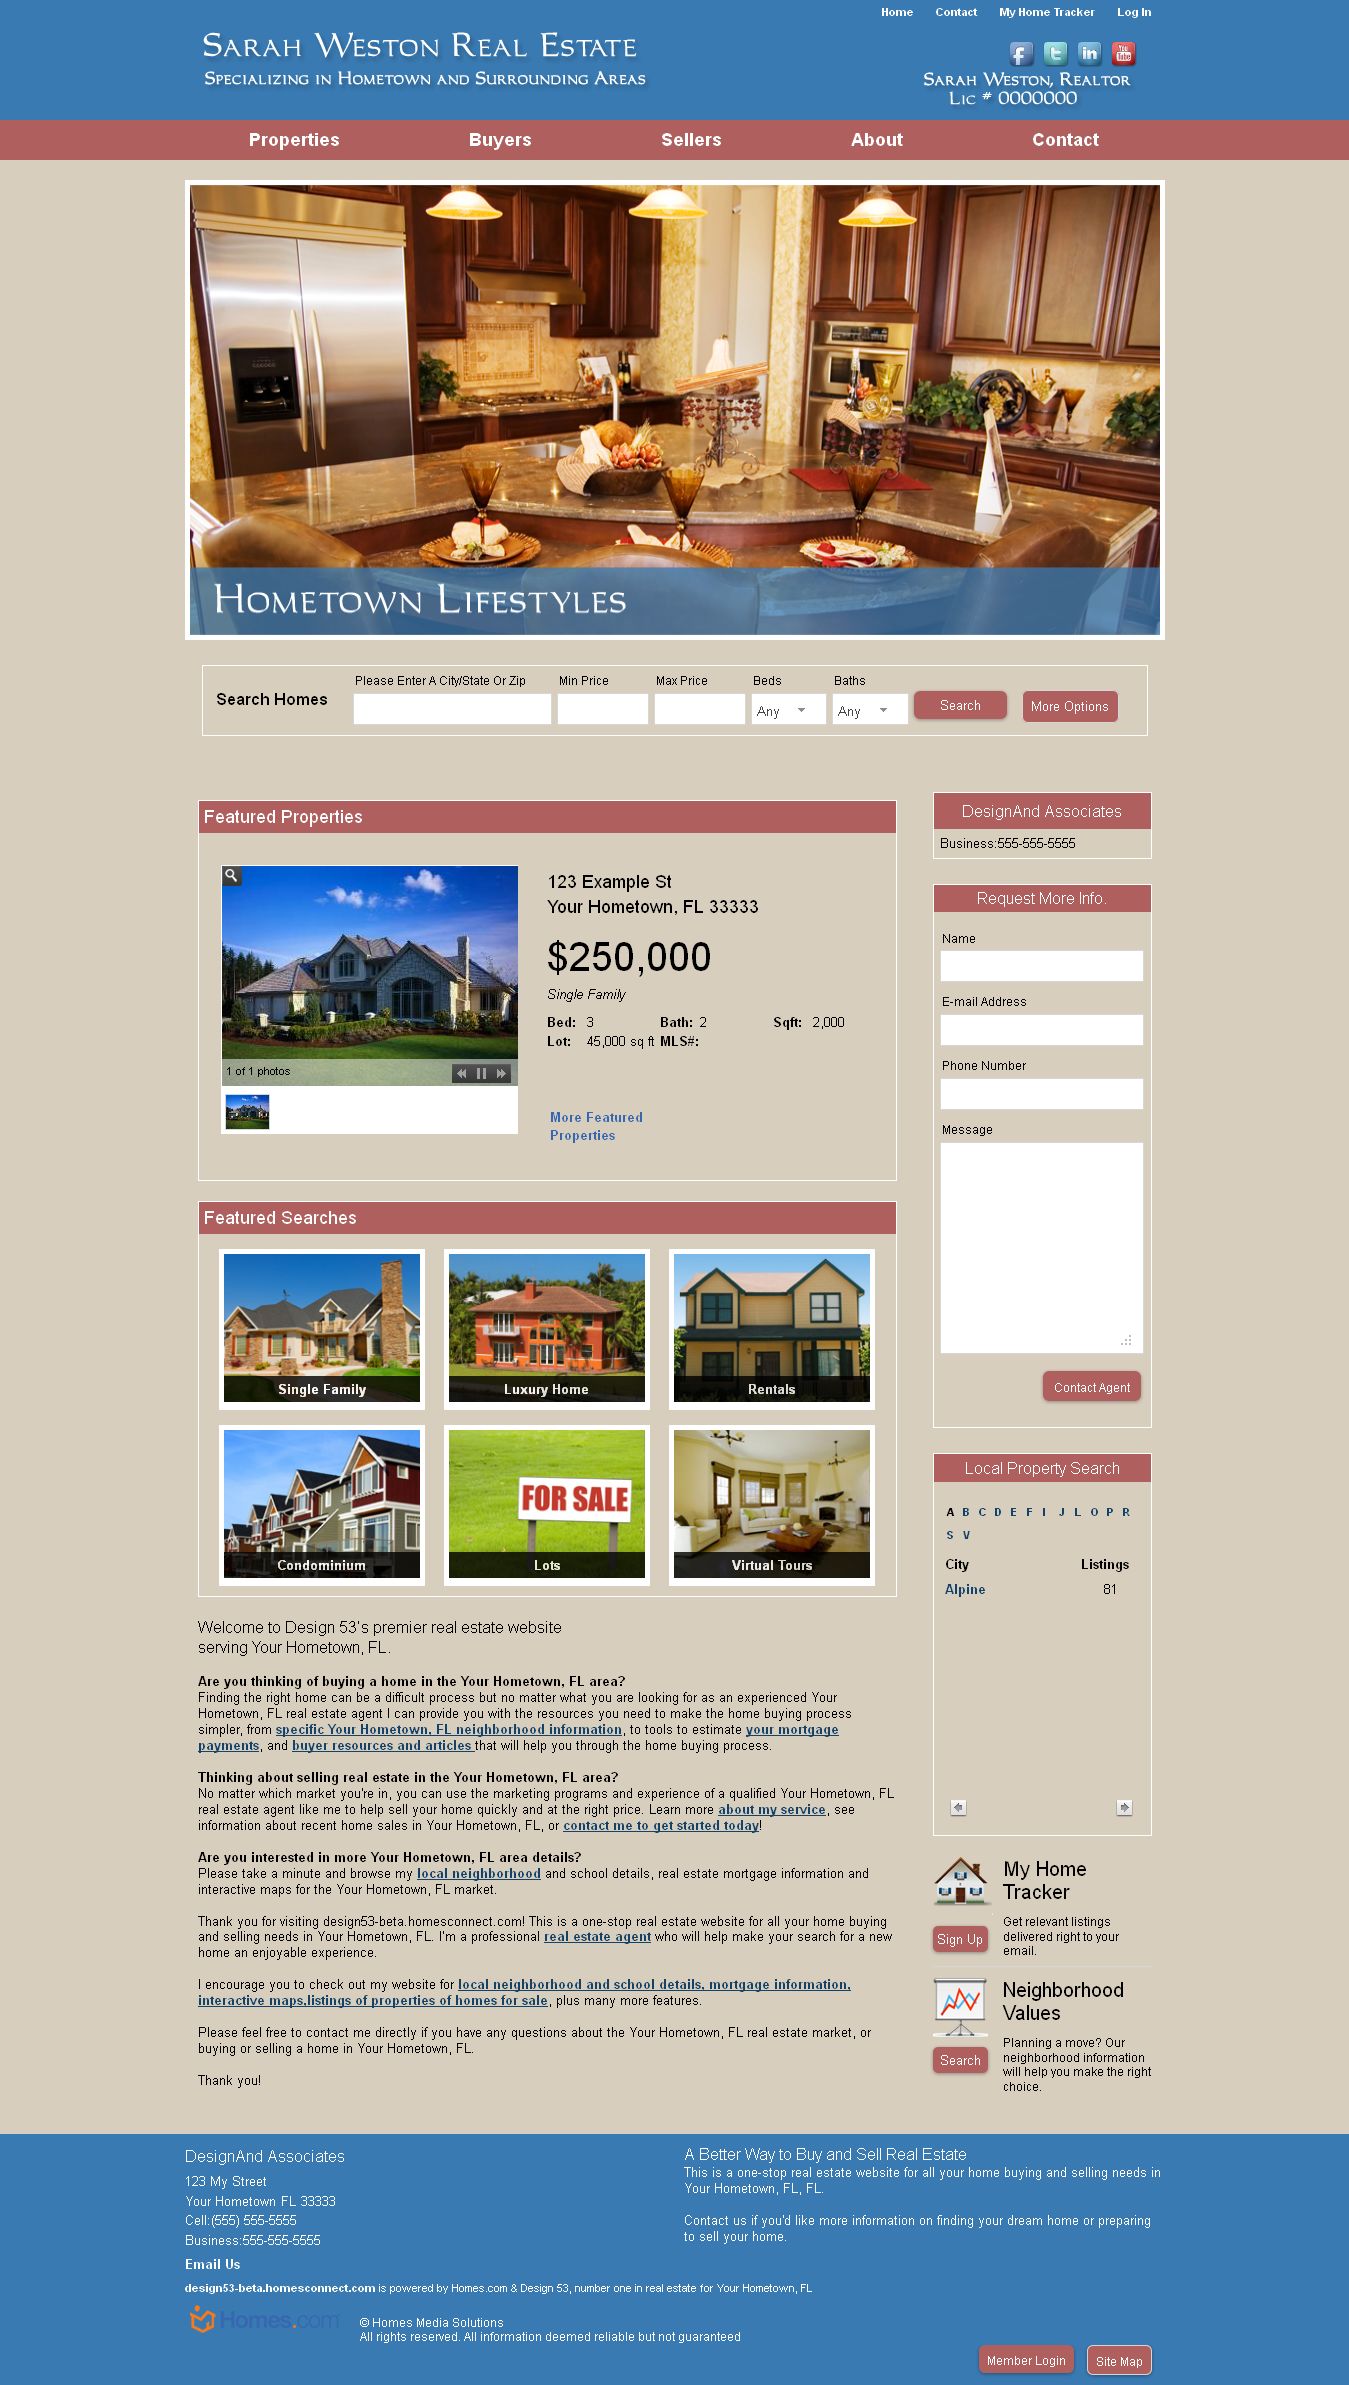 Home Contact My Home Tracker Log In
Sarah Weston Real Estate
Specializing in Hometown and Surrounding Areas
You Tube
Sarah Weston, Realtor
Lic # 0000000
Properties Buyers Sellers About Contact
Hometown Lifestyles
Search Homes
Please Enter A City/State Or Zip
Min Price
Max Price
Beds
Any
Baths
Any
Search
More Options
Featured Properties
1 of 1 photos
123 Example St
Your Hometown, FL 33333
$250,000
Single Family
Bed: 3 Bath: 2 Sqft: 2,000
Lot: 45,000 sq ft MLS#:
More Featured
Properties
Featured Searches
Single Family
Luxury Home
Rentals
Condominium
FOR SALE
Lots
Virtual Tours
Welcome to Design 53's premier real estate website
serving Your Hometown, FL.
Are you thinking of buying a home in the Your Hometown, FL area?
Finding the right home can be a difficult process but no matter what you are looking for as an experienced Your
Hometown, FL real estate agent I can provide you with the resources you need to make the home buying process
simpler, from specific Your Hometown, FL neighborhood information, to tools to estimate your mortgage
payments, and buyer resources and articles that will help you through the home buying process.
Thinking about selling real estate in the Your Hometown, FL area?
No matter which market you're in, you can use the marketing programs and experience of a qualified Your Hometown, FL
real estate agent like me to help sell your home quickly and at the right price. Learn more about my service, see
information about recent home sales in Your Hometown, FL, or contact me to get started today!
Are you interested in more Your Hometown, FL area details?
Please take a minute and browse my local neighborhood and school details, real estate mortgage information and
interactive maps for the Your Hometown, FL market.
Thank you for visiting design53-beta.homesconnect.com! This is a one-stop real estate website for all your home buying
and selling needs in Your Hometown, FL. I'm a professional real estate agent who will help make your search for a new
home an enjoyable experience.
I encourage you to check out my website for local neighborhood and school details, mortgage information,
interactive maps,listings of properties of homes for sale, plus many more features.
Please feel free to contact me directly if you have any questions about the Your Hometown, FL real estate market, or
buying or selling a home in Your Hometown, FL.
Thank you!
DesignAnd Associates
Business:555-555-5555
Request More Info.
Name
E-mail Address
Phone Number
Message
Contact Agent
Local Property Search
A B C D E F I J L O P R
S V
City Listings
Alpine 81
My Home
Tracker
Sign Up
Get relevant listings
delivered right to your
email.
Neighborhood
Values
Search
Planning a move? Our
neighborhood information
will help you make the right
choice.
DesignAnd Associates
123 My Street
Your Hometown FL 33333
Cell:(555) 555-5555
Business:555-555-5555
Email Us
A Better Way to Buy and Sell Real Estate
This is a one-stop real estate website for all your home buying and selling needs in
Your Hometown, FL, FL.
Contact us if you'd like more information on finding your dream home or preparing
to sell your home.
design53-beta.homesconnect.com is powered by Homes.com & Design 53, number one in real estate for Your Hometown, FL
Homes.com
© Homes Media Solutions
All rights reserved. All information deemed reliable but not guaranteed
Member Login
Site Map